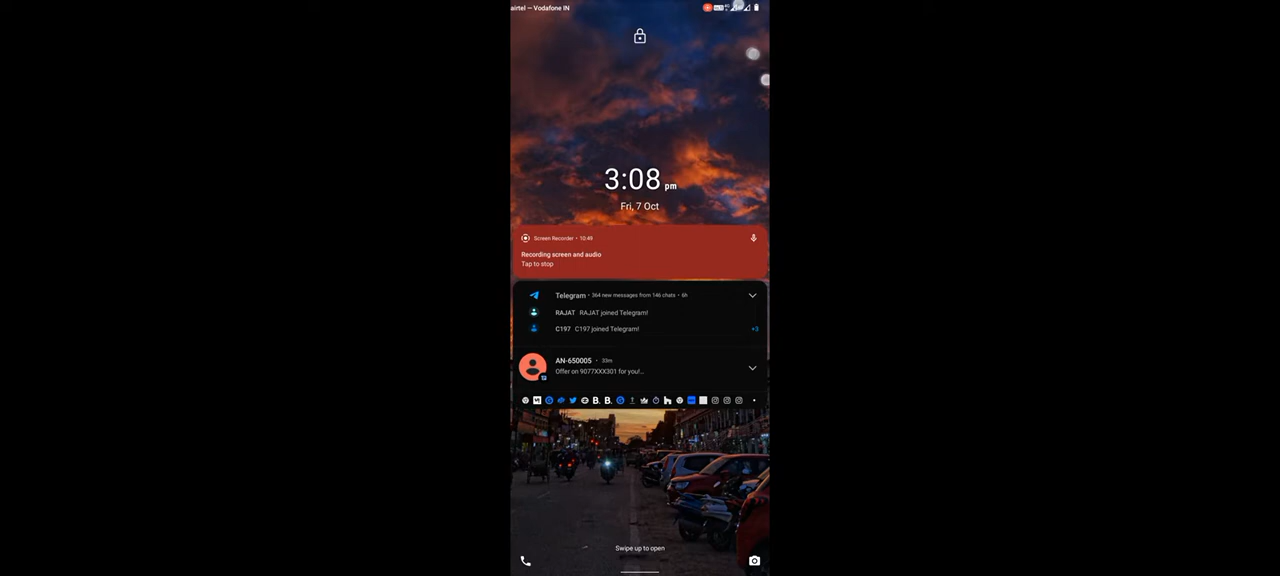 airtel — Vodafone IN
3:08 pm
Fri, 7 Oct
Screen Recorder • 10:49
Recording screen and audio
Tap to stop
Telegram • 364 new messages from 146 chats • 6h
RAJAT RAJAT joined Telegram!
C197 C197 joined Telegram! +3
AN-650005 • 33m
Offer on 9077XXX301 for you!...
Swipe up to open